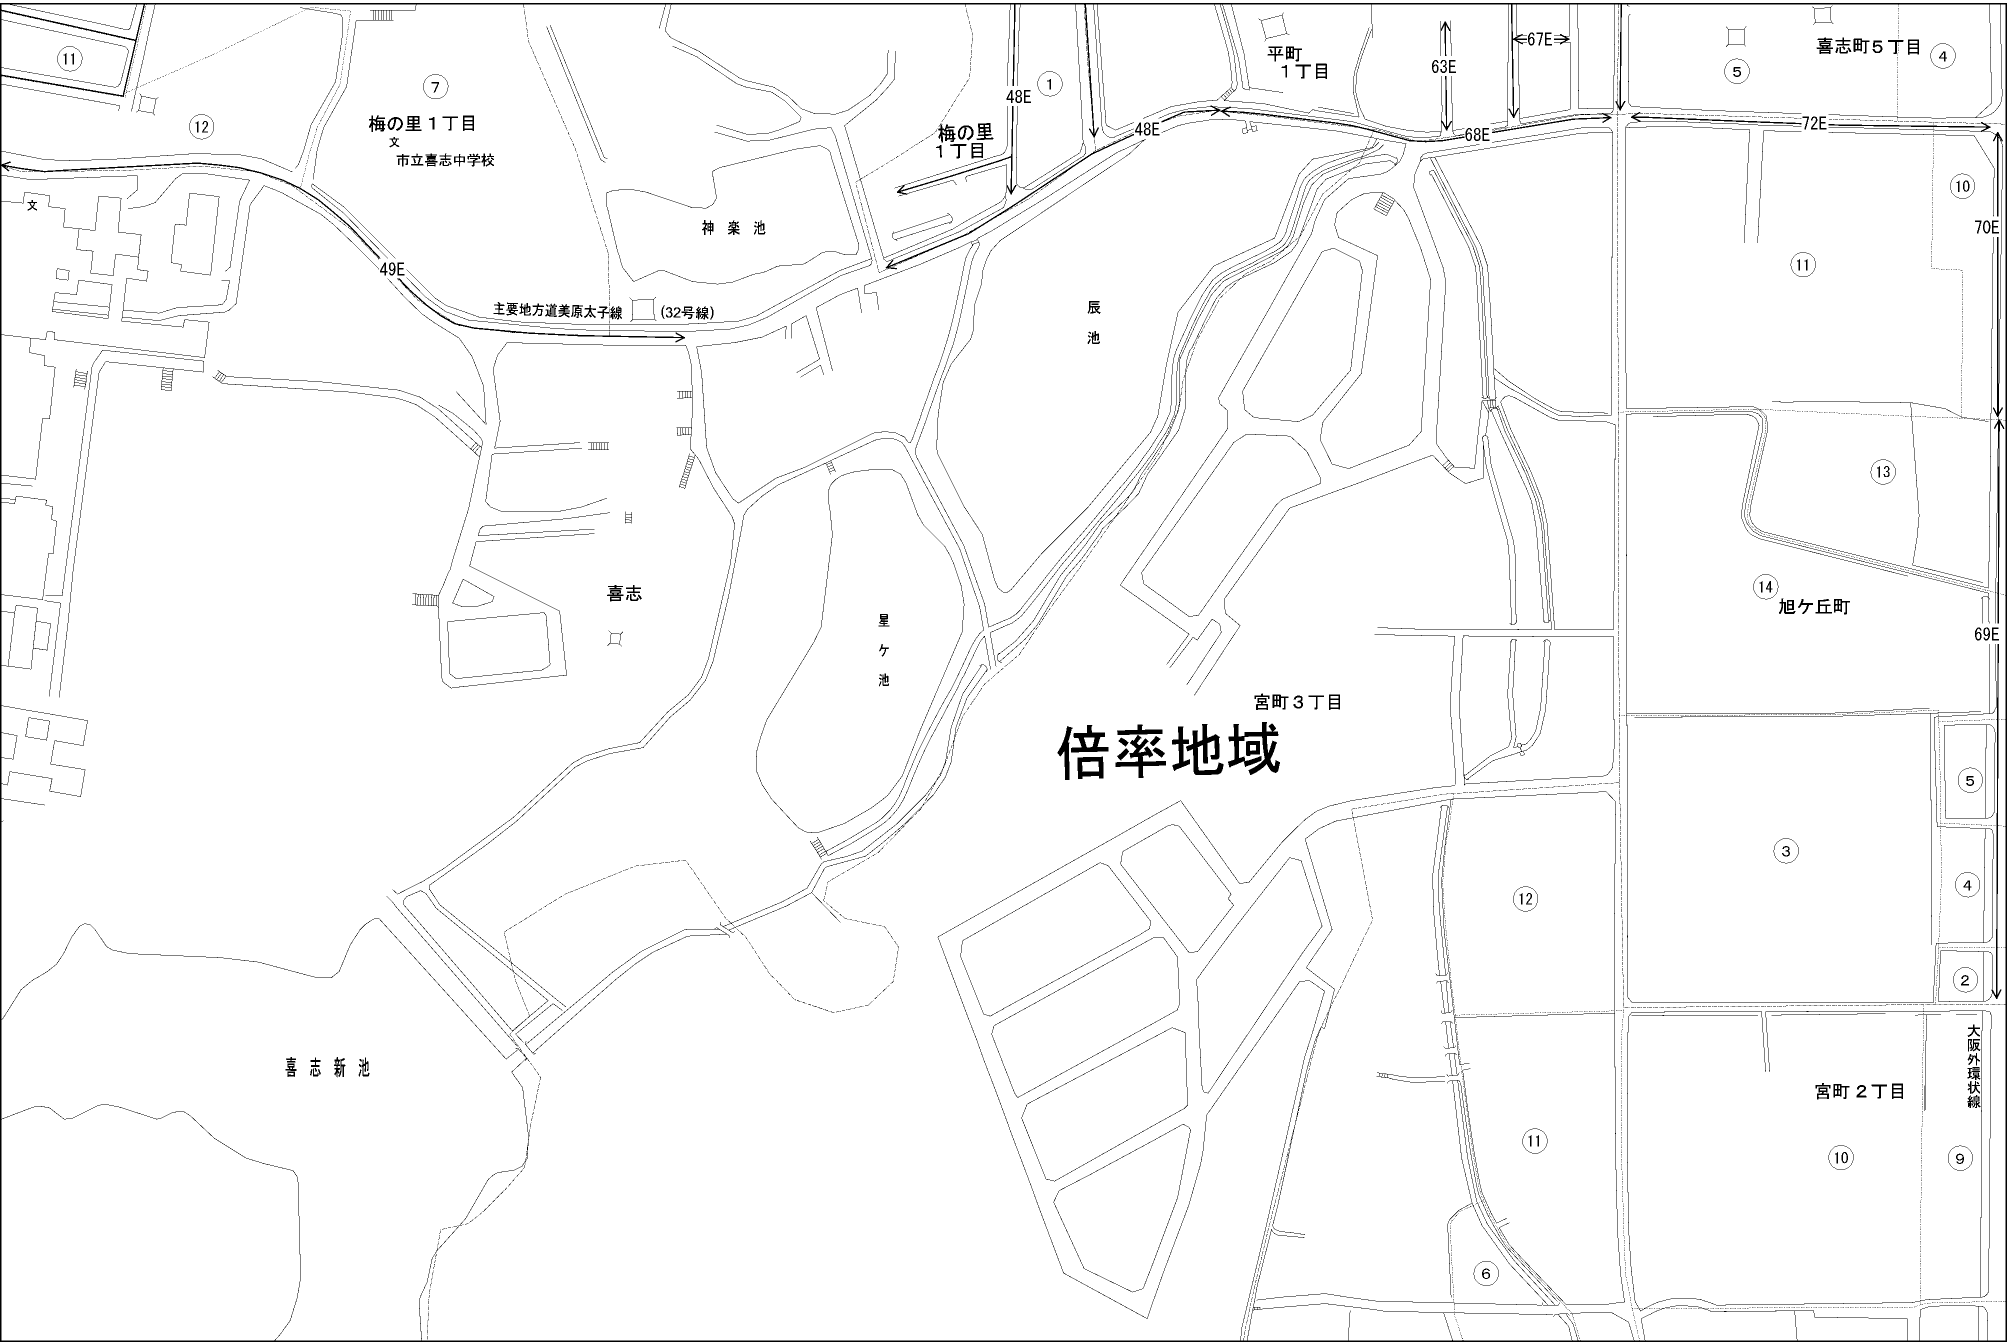 11
12
7
梅の里１丁目
文
市立喜志中学校
文
49E
主要地方道美原太子線
(32号線)
神楽池
梅の里
１丁目
48E
1
48E
平町
１丁目
63E
67E
68E
5
喜志町５丁目
4
72E
10
70E
11
13
14
旭ケ丘町
69E
辰池
喜志
星ケ池
宮町３丁目
倍率地域
5
3
4
2
12
11
6
喜志新池
大阪外環状線
宮町２丁目
10
9